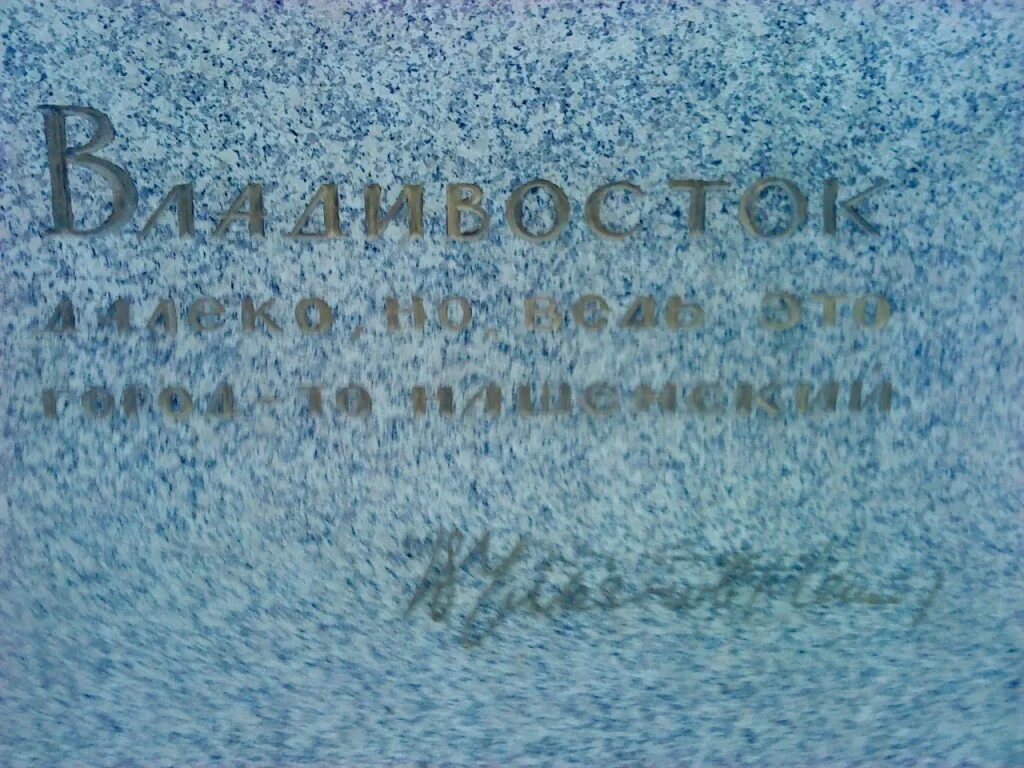 Владивосток
далеко, но, ведь это
город-то нашенский